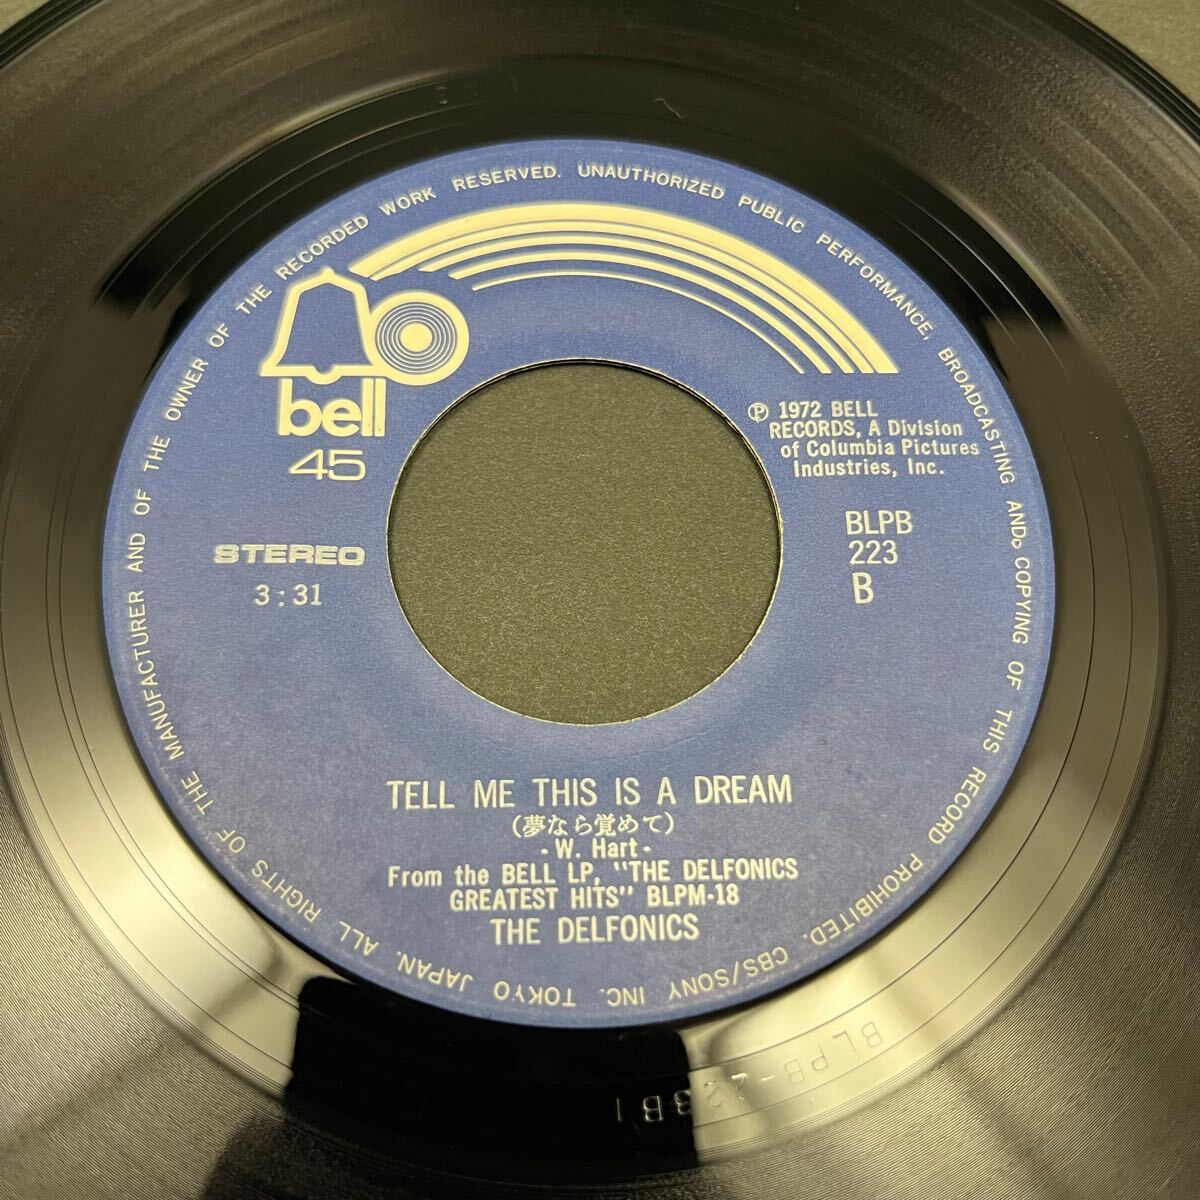 MANUFACTURER AND OF THE OWNER OF THE RECORDED WORK RESERVED. UNAUTHORIZED PUBLIC PERFORMANCE, BROADCASTING AND COPYING OF THIS RECORD PROHIBITED. CBS/SONY INC. TOKYO JAPAN. ALL RIGHTS OF THE
bell
45
STEREO
3:31
℗ 1972 BELL
RECORDS, A Division
of Columbia Pictures
Industries, Inc.
BLPB
223
B
TELL ME THIS IS A DREAM
(夢なら覚めて)
- W. Hart -
From the BELL LP, "THE DELFONICS
GREATEST HITS" BLPM-18
THE DELFONICS
BLPB-223B1